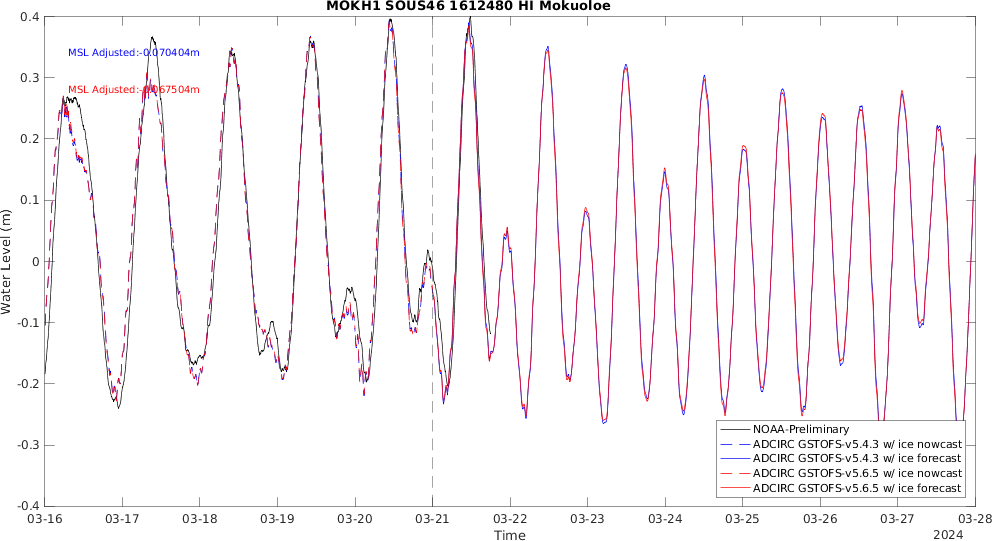 MOKH1 SOUS46 1612480 HI Mokuoloe
0.4
0.3
0.2
0.1
0
-0.1
-0.2
-0.3
-0.4
Water Level (m)
MSL Adjusted:-0.070404m
MSL Adjusted:-0.067504m
NOAA-Preliminary
ADCIRC GSTOFS-v5.4.3 w/ ice nowcast
ADCIRC GSTOFS-v5.4.3 w/ ice forecast
ADCIRC GSTOFS-v5.6.5 w/ ice nowcast
ADCIRC GSTOFS-v5.6.5 w/ ice forecast
03-16 03-17 03-18 03-19 03-20 03-21 03-22 03-23 03-24 03-25 03-26 03-27 03-28
Time
2024